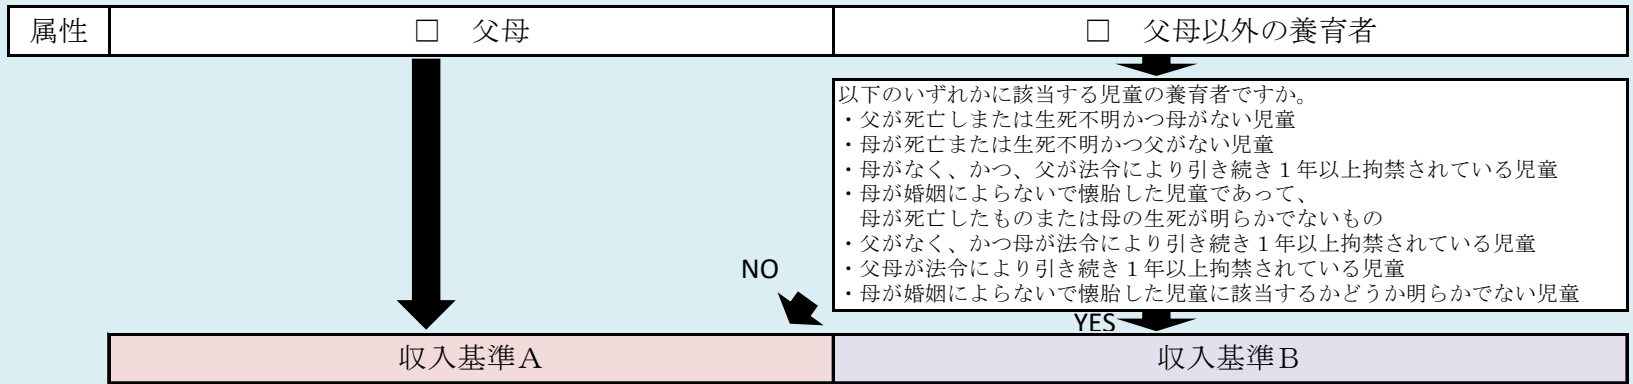 属性 □ 父母 □ 父母以外の養育者
以下のいずれかに該当する児童の養育者ですか。
・父が死亡しまたは生死不明かつ母がない児童
・母が死亡または生死不明かつ父がない児童
・母がなく、かつ、父が法令により引き続き１年以上拘禁されている児童
・母が婚姻によらないで懐胎した児童であって、
　母が死亡したものまたは母の生死が明らかでないもの
・父がなく、かつ母が法令により引き続き１年以上拘禁されている児童
・父母が法令により引き続き１年以上拘禁されている児童
・母が婚姻によらないで懐胎した児童に該当するかどうか明らかでない児童
NO
YES
収入基準Ａ 収入基準Ｂ